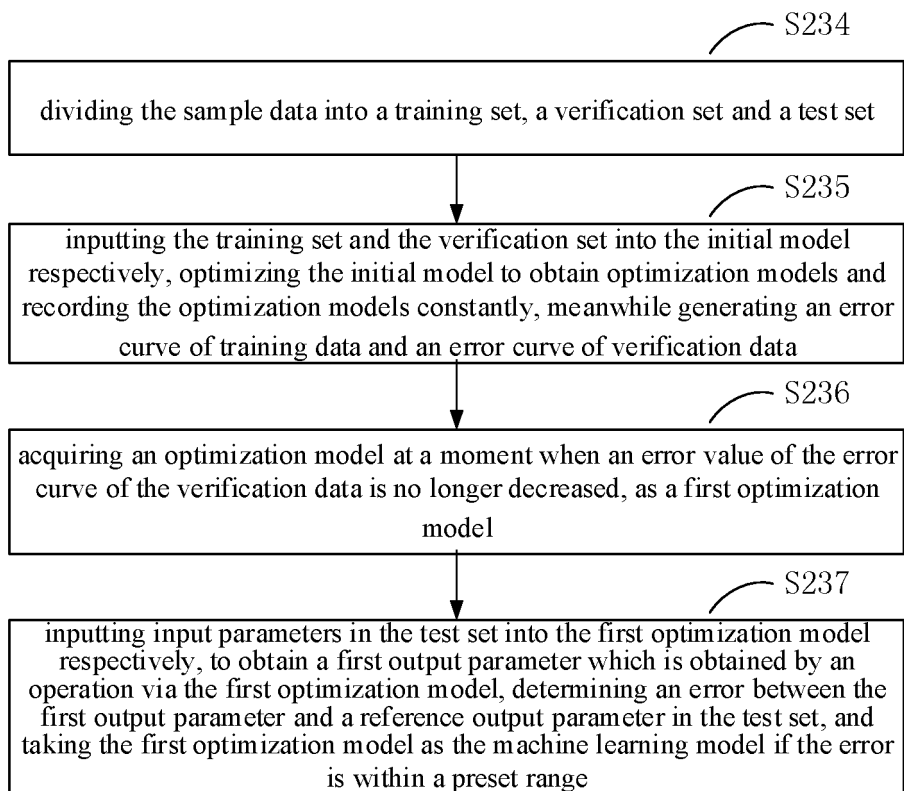 S234
dividing the sample data into a training set, a verification set and a test set
S235
inputting the training set and the verification set into the initial model
respectively, optimizing the initial model to obtain optimization models and
recording the optimization models constantly, meanwhile generating an error
curve of training data and an error curve of verification data
S236
acquiring an optimization model at a moment when an error value of the error
curve of the verification data is no longer decreased, as a first optimization
model
S237
inputting input parameters in the test set into the first optimization model
respectively, to obtain a first output parameter which is obtained by an
operation via the first optimization model, determining an error between the
first output parameter and a reference output parameter in the test set, and
taking the first optimization model as the machine learning model if the error
is within a preset range